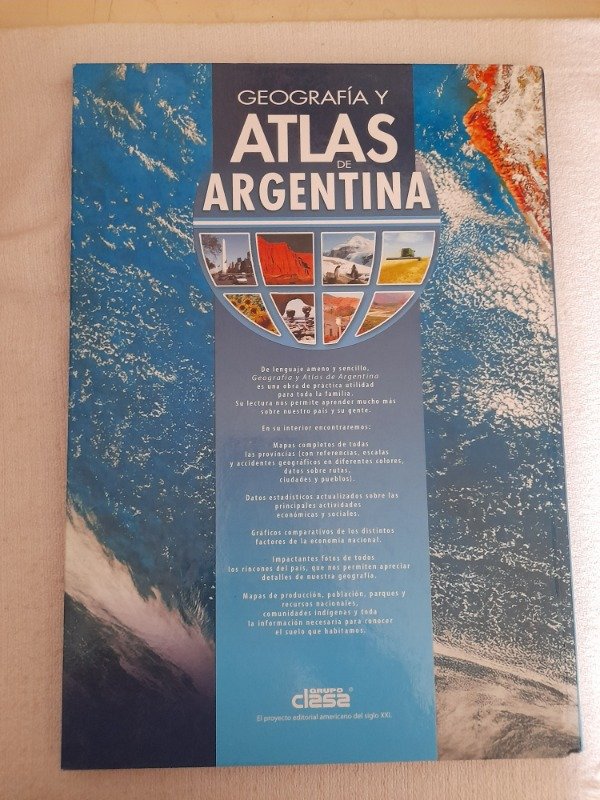 GEOGRAFÍA Y
ATLAS
DE
ARGENTINA
De lenguaje ameno y sencillo,
Geografía y Atlas de Argentina
es una obra de práctica utilidad
para toda la familia.
Su lectura nos permite aprender mucho más
sobre nuestro país y su gente.
En su interior encontraremos:
Mapas completos de todas
las provincias (con referencias, escalas
y accidentes geográficos en diferentes colores,
datos sobre rutas,
ciudades y pueblos).
Datos estadísticos actualizados sobre las
principales actividades
económicas y sociales.
Gráficos comparativos de los distintos
factores de la economía nacional.
Impactantes fotos de todos
los rincones del país, que nos permiten apreciar
detalles de nuestra geografía.
Mapas de producción, población, parques y
recursos nacionales,
comunidades indígenas y toda
la información necesaria para conocer
el suelo que habitamos.
GRUPO
clasa®
El proyecto editorial americano del siglo XXI.